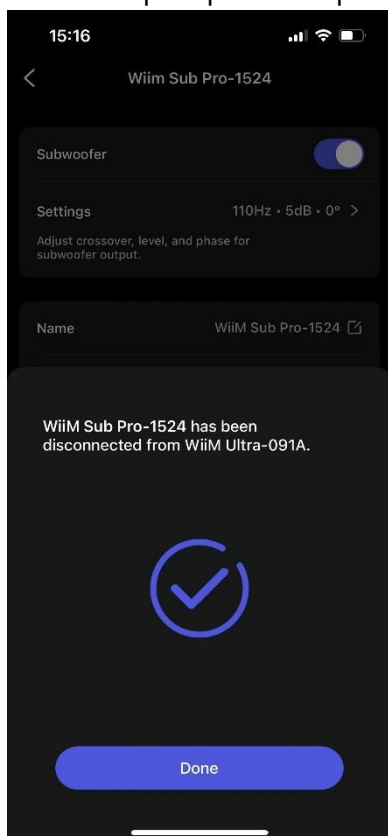 15:16
Wiim Sub Pro-1524
Subwoofer
Settings 110Hz • 5dB • 0° >
Adjust crossover, level, and phase for
subwoofer output.
Name WiiM Sub Pro-1524
WiiM Sub Pro-1524 has been
disconnected from WiiM Ultra-091A.
Done